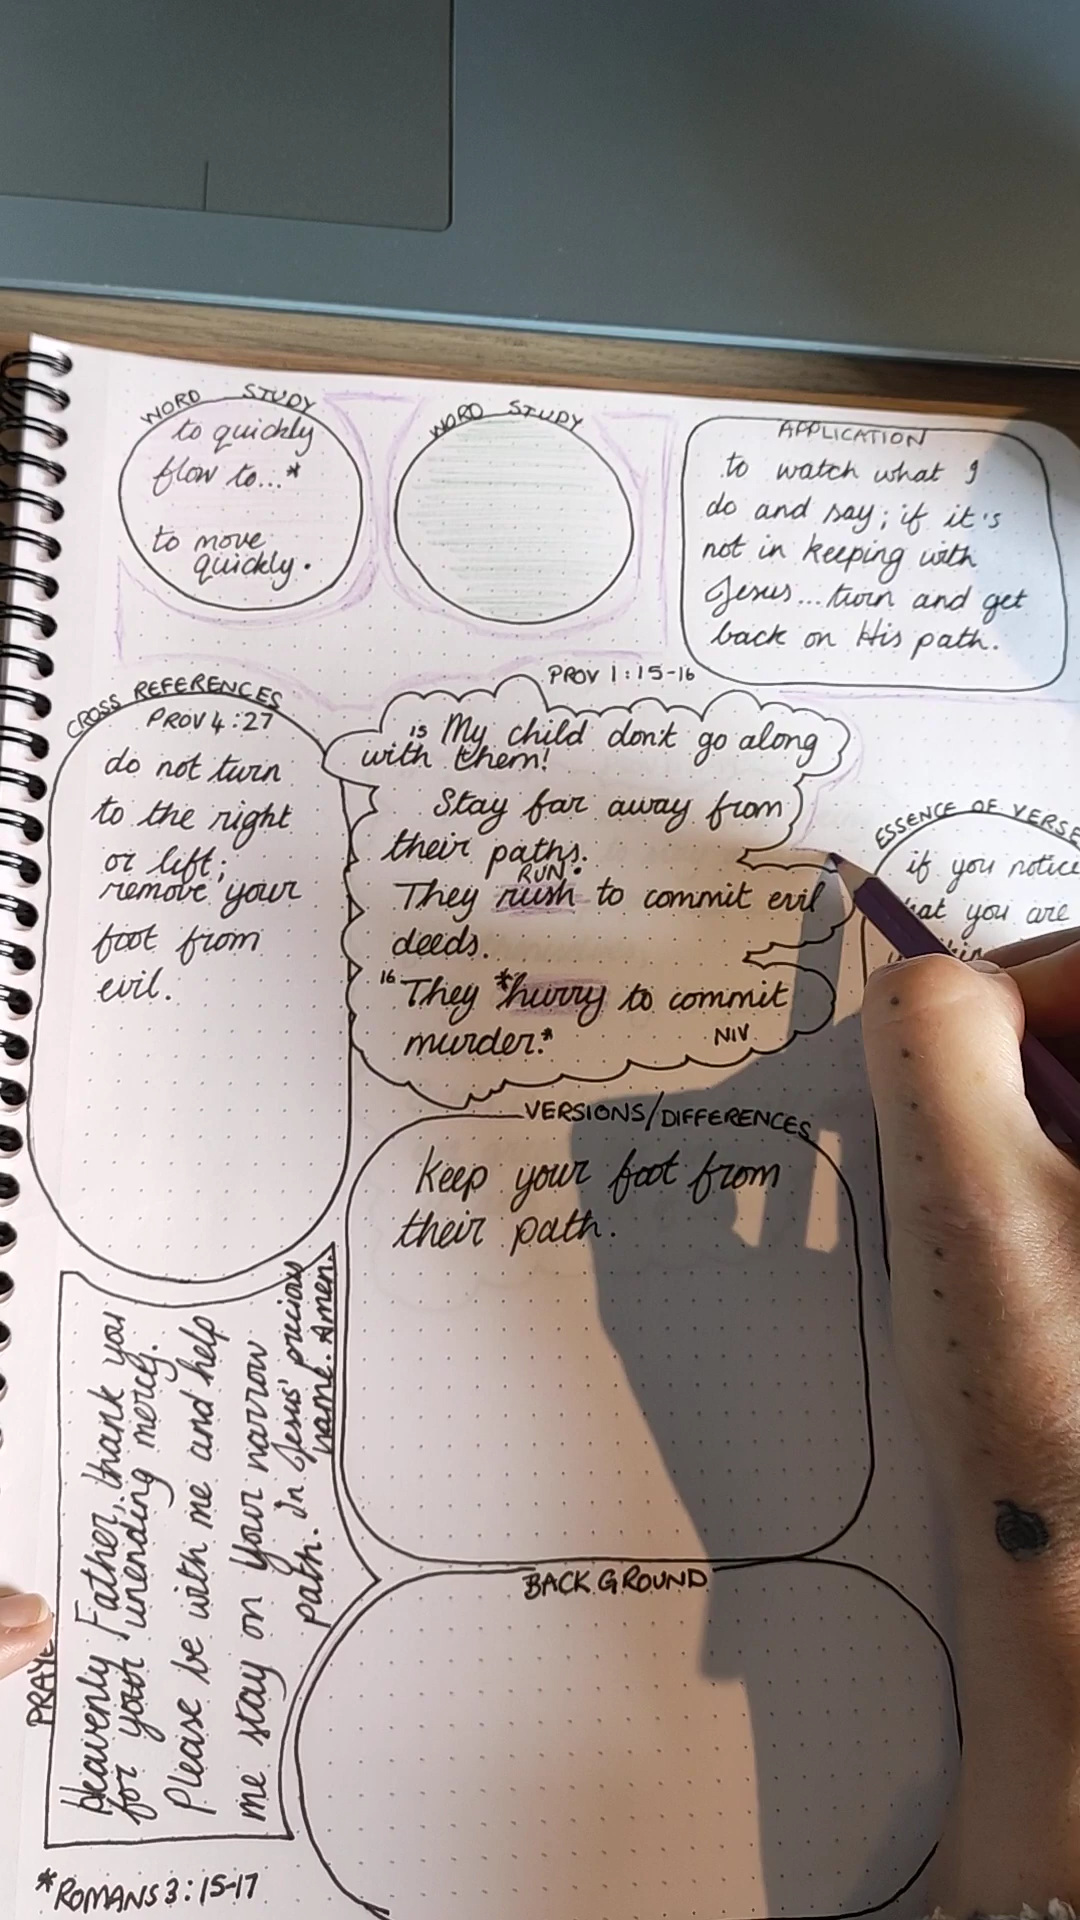 WORD STUDY
to quickly
flow to...*
to move
quickly.
WORD STUDY
APPLICATION
to watch what I
do and say; if it's
not in keeping with
Jesus...turn and get
back on His path.
CROSS REFERENCES
PROV 4:27
do not turn
to the right
or left;
remove your
foot from
evil.
PROV 1:15-16
15 My child don't go along
with them!
Stay far away from
their paths.
RUN
They rush to commit evil
deeds.
16 They *hurry to commit
murder.*
NIV
ESSENCE OF VERSE
if you notice
that you are
VERSIONS/DIFFERENCES
Keep your foot from
their path.
BACKGROUND
PRAYE
Heavenly Father, thank you
for your unending mercy.
Please be with me and help
me stay on your narrow
path. In Jesus' precious
name. Amen.
*ROMANS 3:15-17